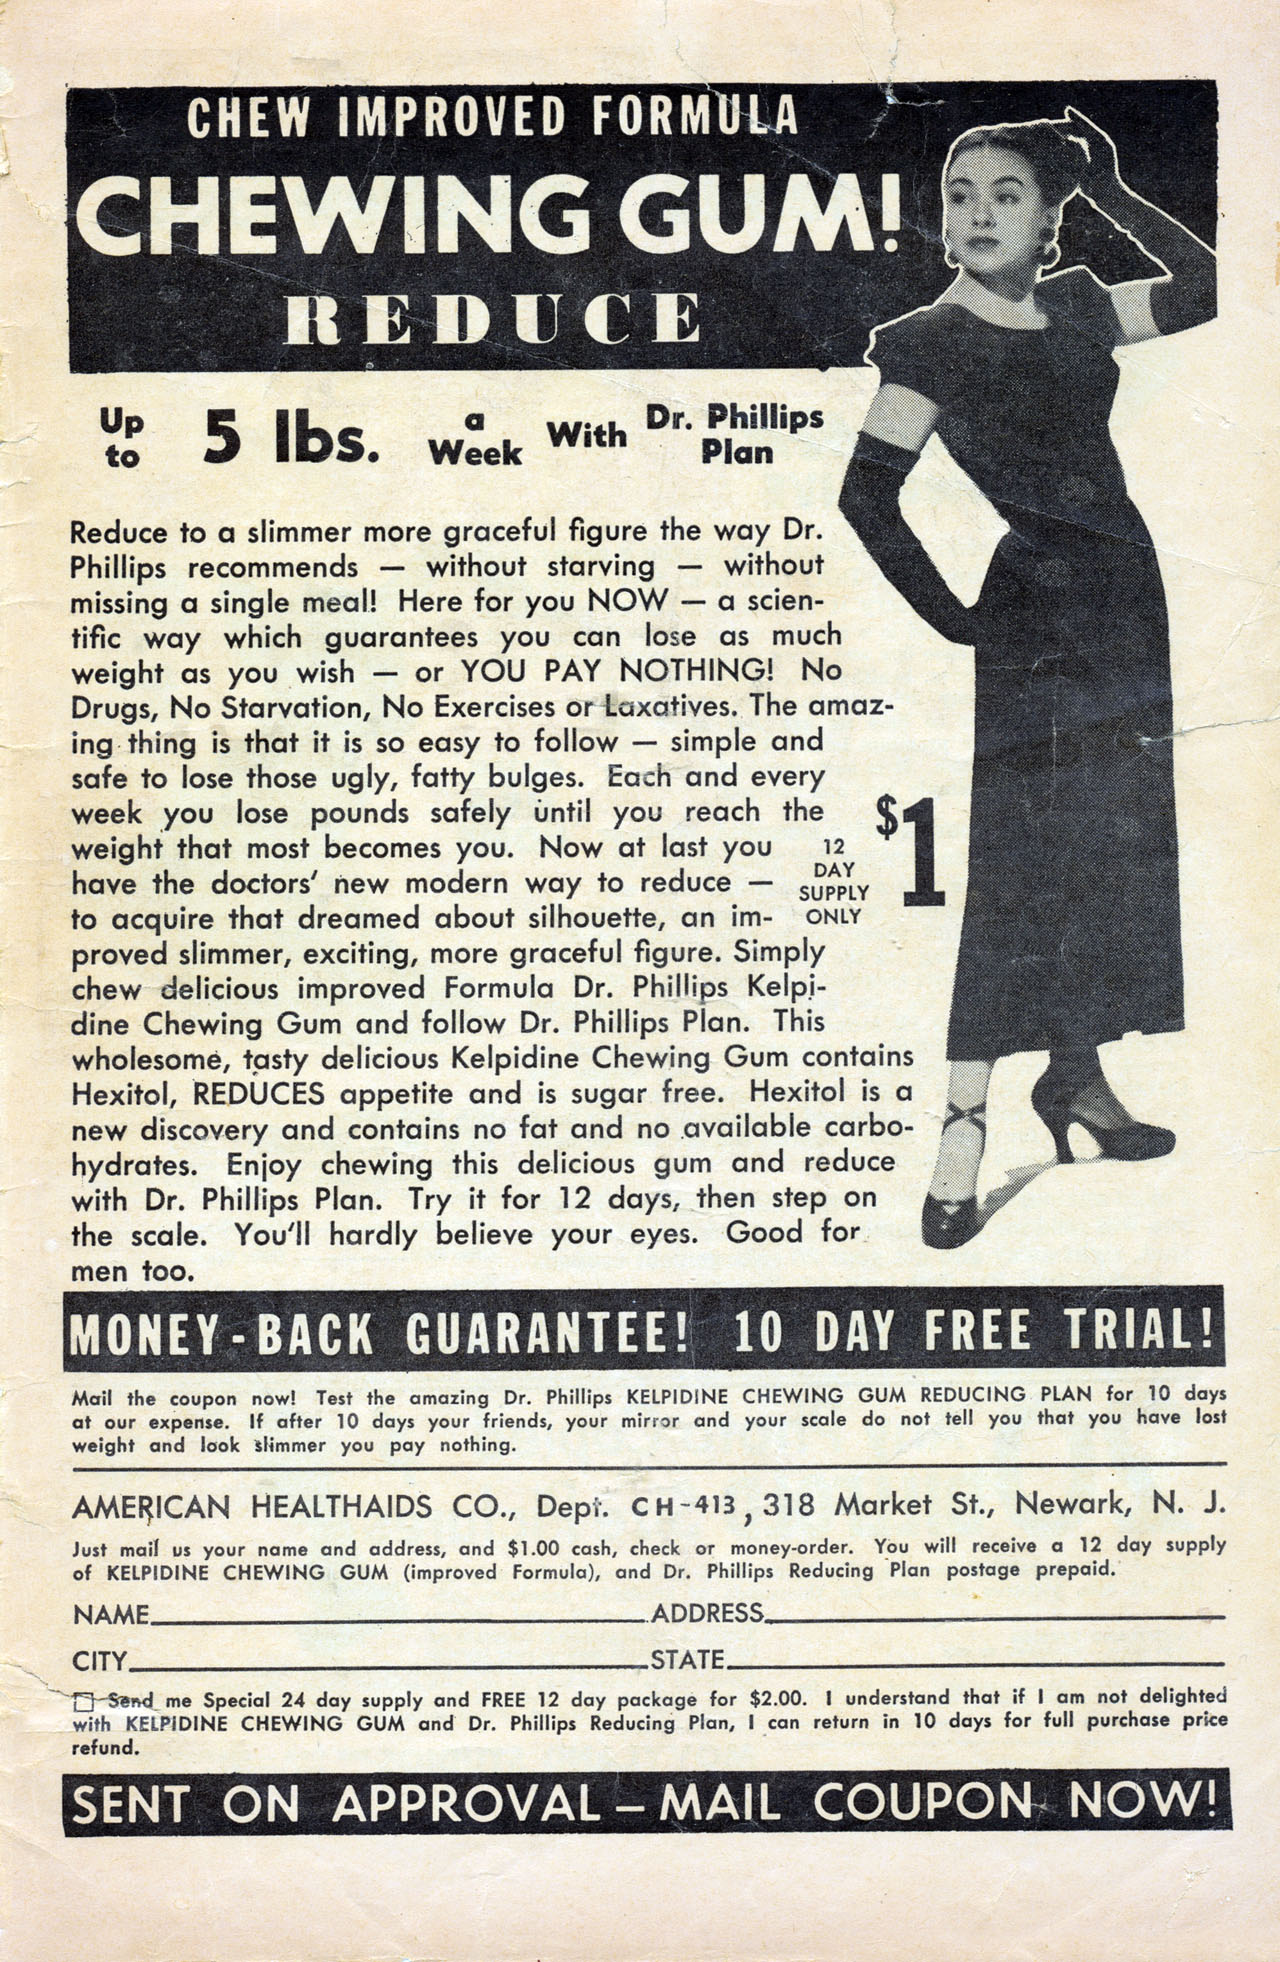 CHEW IMPROVED FORMULA
CHEWING GUM!
REDUCE
Up to 5 lbs. a Week With Dr. Phillips Plan
Reduce to a slimmer more graceful figure the way Dr.
Phillips recommends — without starving — without
missing a single meal! Here for you NOW — a scien-
tific way which guarantees you can lose as much
weight as you wish — or YOU PAY NOTHING! No
Drugs, No Starvation, No Exercises or Laxatives. The amaz-
ing thing is that it is so easy to follow — simple and
safe to lose those ugly, fatty bulges. Each and every
week you lose pounds safely until you reach the
weight that most becomes you. Now at last you
have the doctors' new modern way to reduce —
to acquire that dreamed about silhouette, an im-
proved slimmer, exciting, more graceful figure. Simply
chew delicious improved Formula Dr. Phillips Kelpi-
dine Chewing Gum and follow Dr. Phillips Plan. This
wholesome, tasty delicious Kelpidine Chewing Gum contains
Hexitol, REDUCES appetite and is sugar free. Hexitol is a
new discovery and contains no fat and no available carbo-
hydrates. Enjoy chewing this delicious gum and reduce
with Dr. Phillips Plan. Try it for 12 days, then step on
the scale. You'll hardly believe your eyes. Good for
men too.
12
DAY
SUPPLY
ONLY
$1
MONEY-BACK GUARANTEE! 10 DAY FREE TRIAL!
Mail the coupon now! Test the amazing Dr. Phillips KELPIDINE CHEWING GUM REDUCING PLAN for 10 days
at our expense. If after 10 days your friends, your mirror and your scale do not tell you that you have lost
weight and look slimmer you pay nothing.
AMERICAN HEALTHAIDS CO., Dept. CH-413, 318 Market St., Newark, N. J.
Just mail us your name and address, and $1.00 cash, check or money-order. You will receive a 12 day supply
of KELPIDINE CHEWING GUM (improved Formula), and Dr. Phillips Reducing Plan postage prepaid.
NAME ADDRESS
CITY STATE
Send me Special 24 day supply and FREE 12 day package for $2.00. I understand that if I am not delighted
with KELPIDINE CHEWING GUM and Dr. Phillips Reducing Plan, I can return in 10 days for full purchase price
refund.
SENT ON APPROVAL — MAIL COUPON NOW!